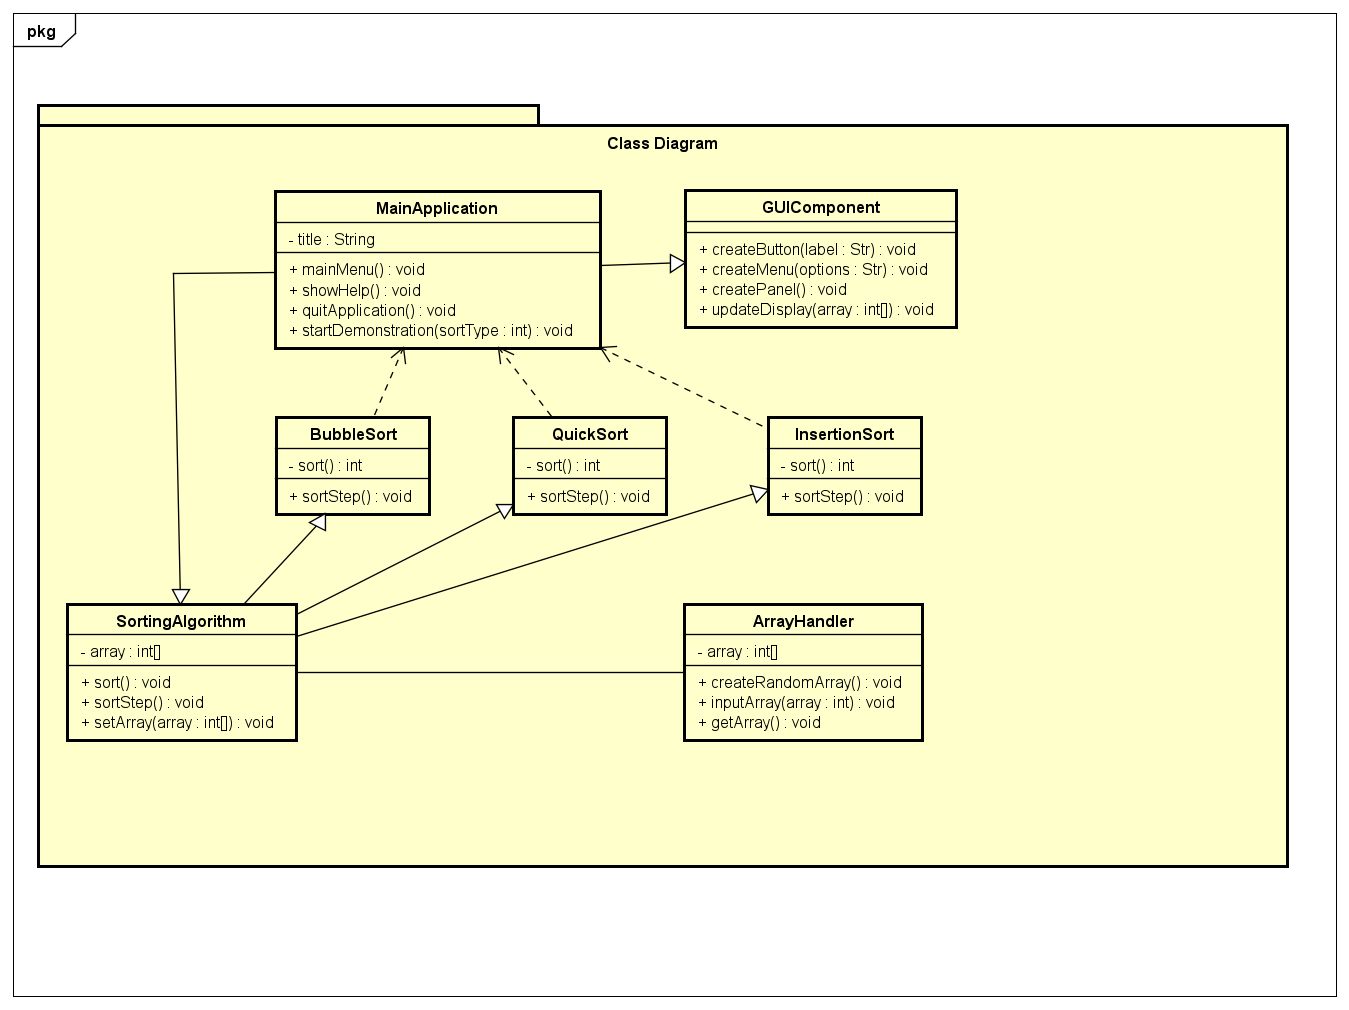 pkg
Class Diagram
MainApplication
- title : String
+ mainMenu() : void
+ showHelp() : void
+ quitApplication() : void
+ startDemonstration(sortType : int) : void
GUIComponent
+ createButton(label : Str) : void
+ createMenu(options : Str) : void
+ createPanel() : void
+ updateDisplay(array : int[]) : void
BubbleSort
- sort() : int
+ sortStep() : void
QuickSort
- sort() : int
+ sortStep() : void
InsertionSort
- sort() : int
+ sortStep() : void
SortingAlgorithm
- array : int[]
+ sort() : void
+ sortStep() : void
+ setArray(array : int[]) : void
ArrayHandler
- array : int[]
+ createRandomArray() : void
+ inputArray(array : int) : void
+ getArray() : void